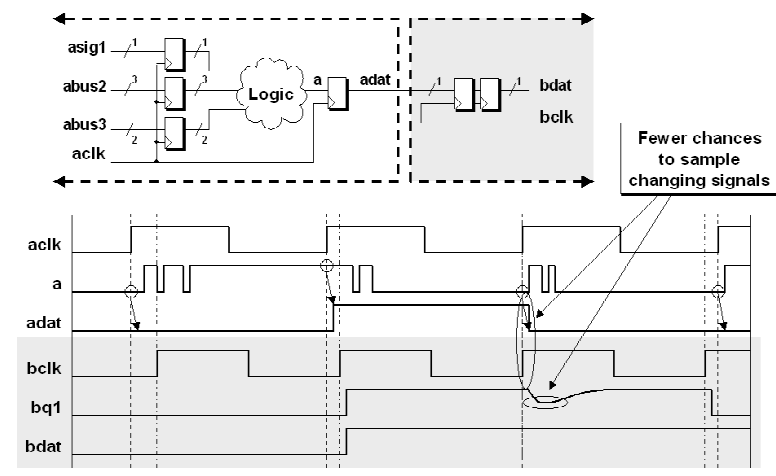 asig1 1 1
abus2 3 3
abus3 2 2
aclk
Logic
a adat
1 1 bdat
bclk
Fewer chances
to sample
changing signals
aclk
a
adat
bclk
bq1
bdat